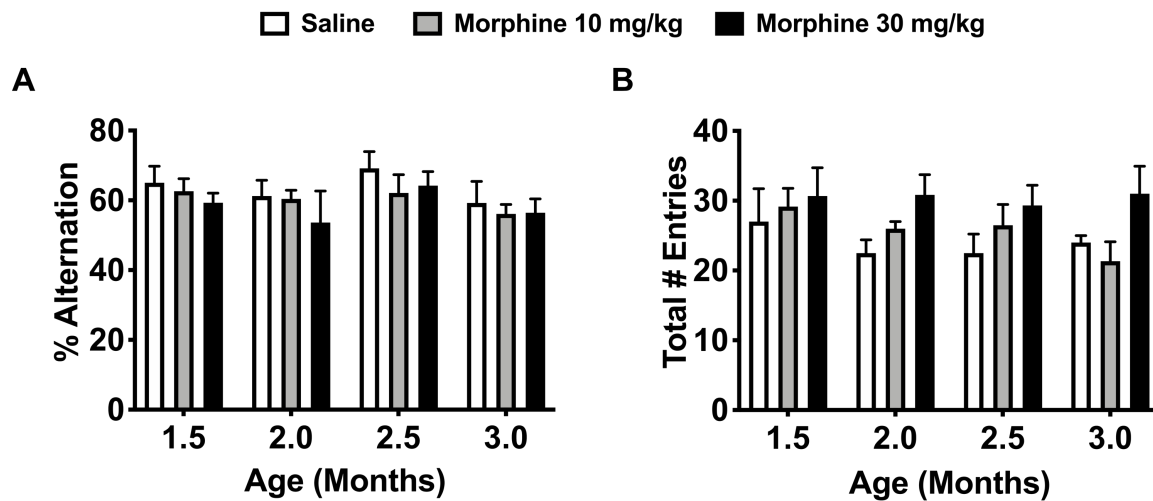 Saline Morphine 10 mg/kg Morphine 30 mg/kg
A
% Alternation
80
60
40
20
0
1.5 2.0 2.5 3.0
Age (Months)
B
Total # Entries
40
30
20
10
0
1.5 2.0 2.5 3.0
Age (Months)